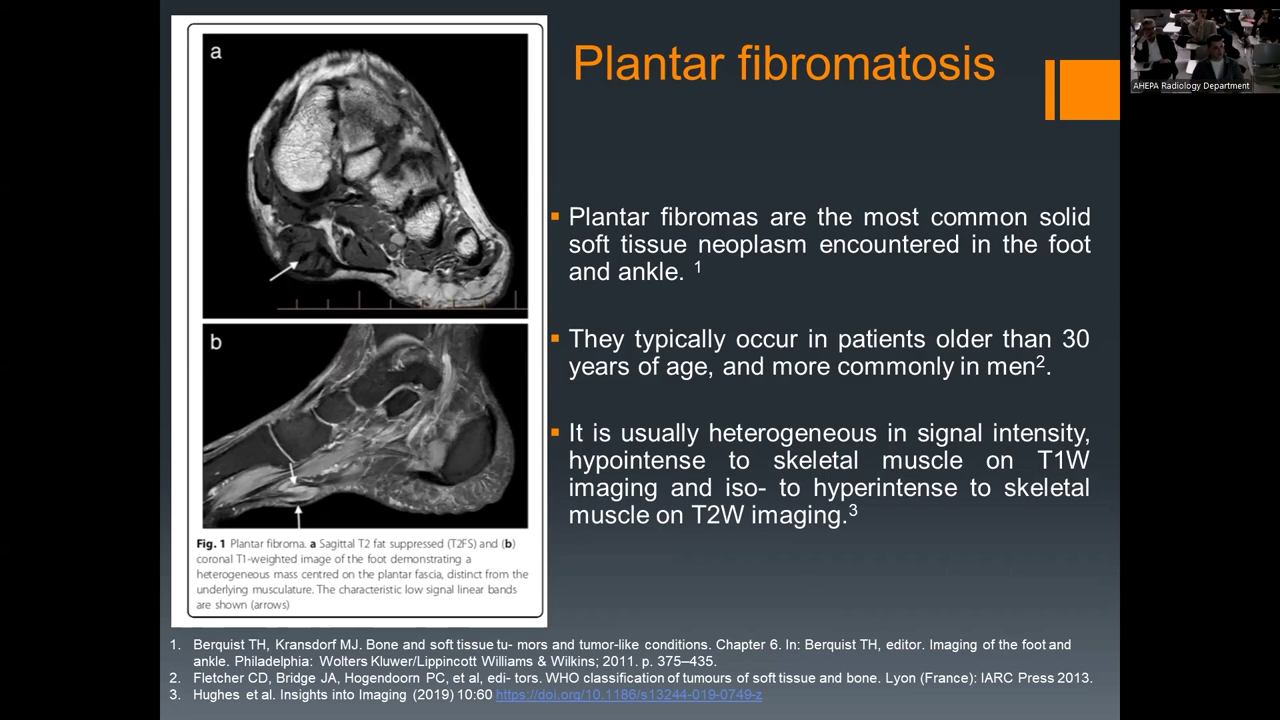 Plantar fibromatosis
AHEPA Radiology Department
a
b
Fig. 1 Plantar fibroma. a Sagittal T2 fat suppressed (T2FS) and (b)
coronal T1-weighted image of the foot demonstrating a
heterogeneous mass centred on the plantar fascia, distinct from the
underlying musculature. The characteristic low signal linear bands
are shown (arrows)
▪ Plantar fibromas are the most common solid
soft tissue neoplasm encountered in the foot
and ankle. 1
▪ They typically occur in patients older than 30
years of age, and more commonly in men2.
▪ It is usually heterogeneous in signal intensity,
hypointense to skeletal muscle on T1W
imaging and iso- to hyperintense to skeletal
muscle on T2W imaging.3
1. Berquist TH, Kransdorf MJ. Bone and soft tissue tu- mors and tumor-like conditions. Chapter 6. In: Berquist TH, editor. Imaging of the foot and
ankle. Philadelphia: Wolters Kluwer/Lippincott Williams & Wilkins; 2011. p. 375–435.
2. Fletcher CD, Bridge JA, Hogendoorn PC, et al, edi- tors. WHO classification of tumours of soft tissue and bone. Lyon (France): IARC Press 2013.
3 Hughes et al. Insights into Imaging (2019) 10:60 https://doi.org/10.1186/s13244-019-0749-z